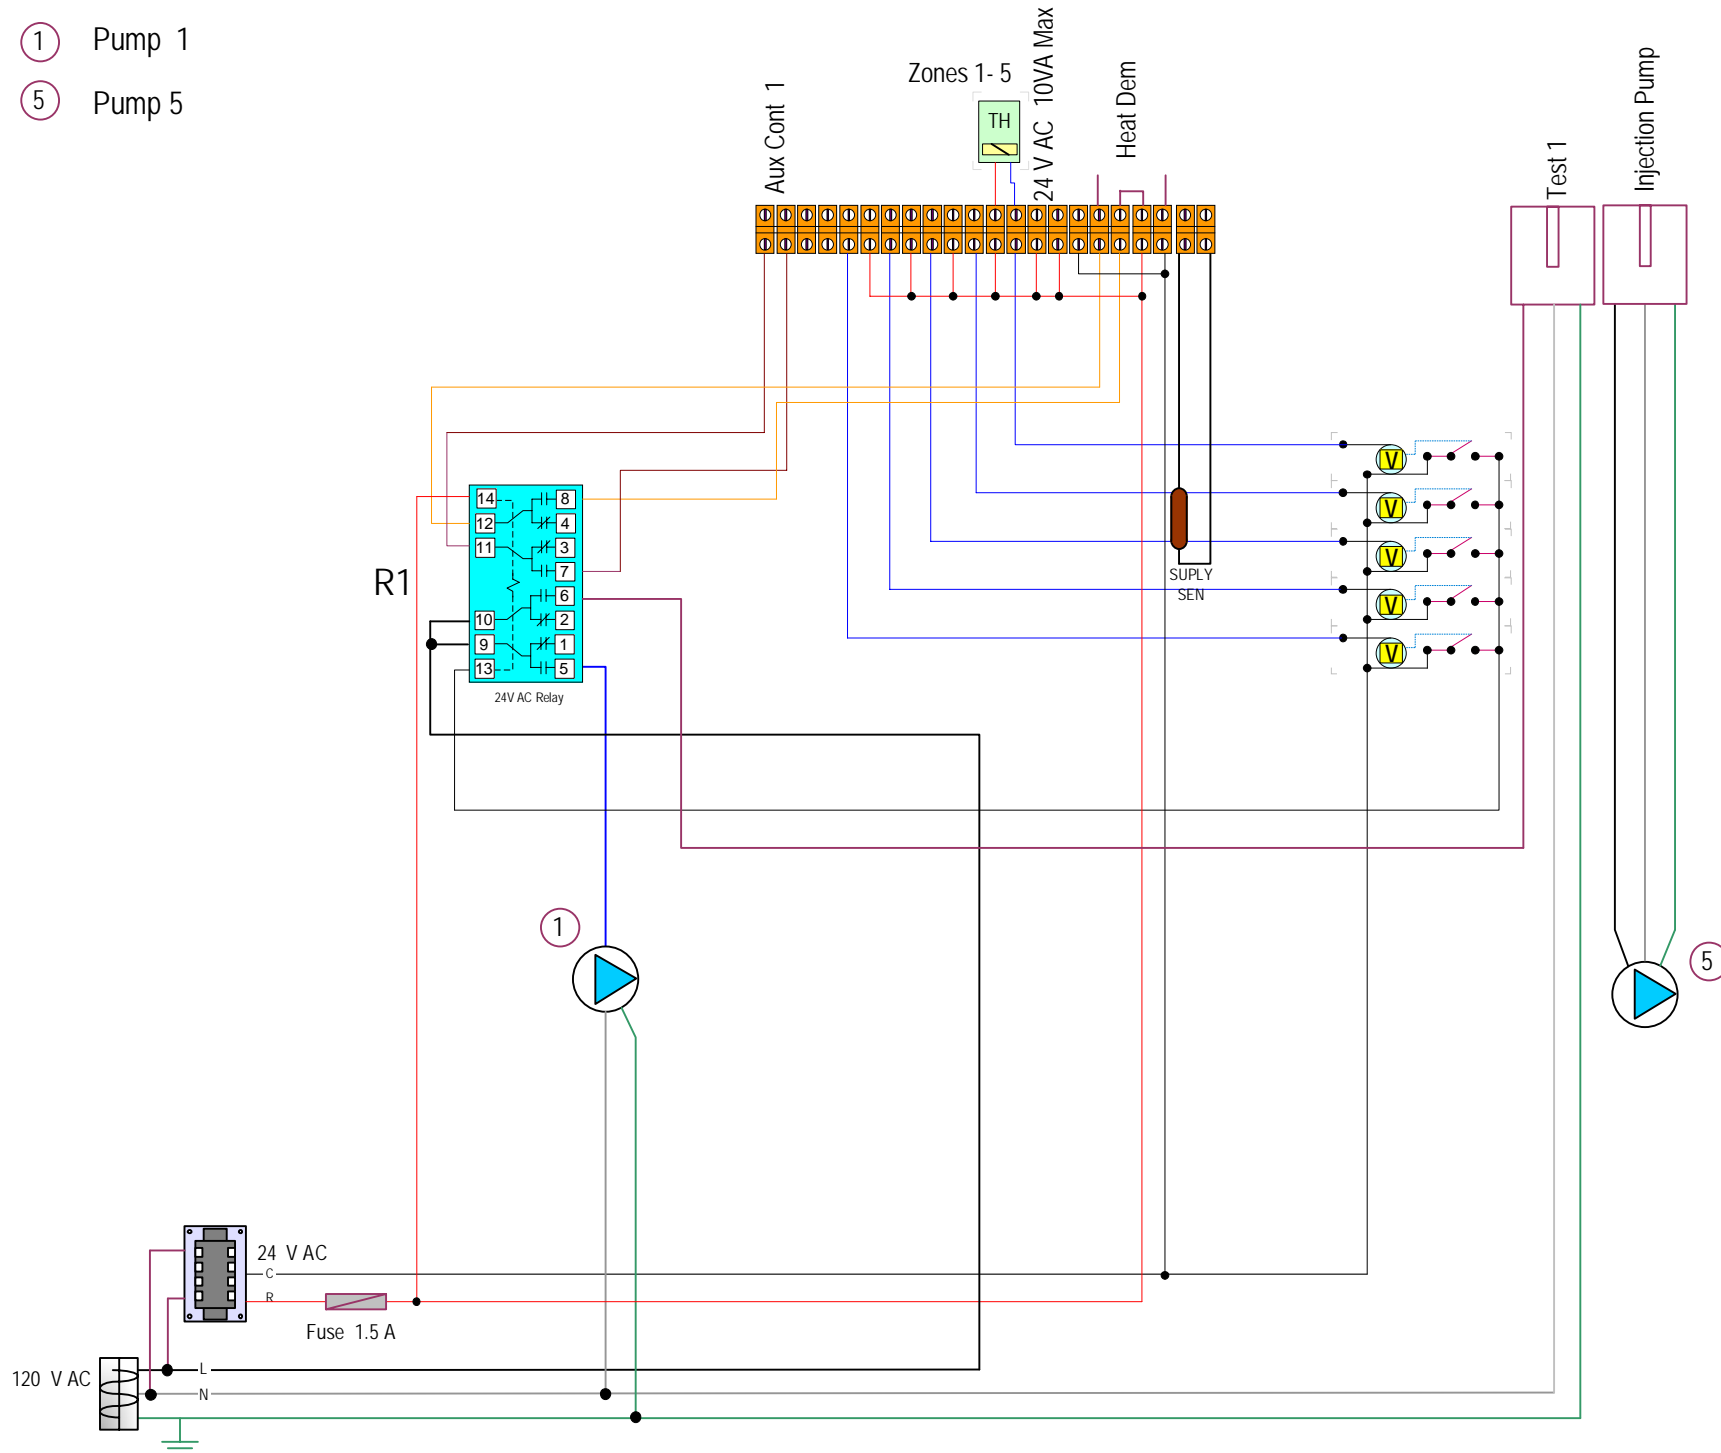 1 Pump 1
5 Pump 5
Aux Cont 1
Zones 1- 5
TH
24 V AC 10VA Max
Heat Dem
Test 1
Injection Pump
R1
14 8
12 4
11 3
7
6
10 2
9 1
13 5
24V AC Relay
SUPLY
SEN
V
V
V
V
V
1
5
24 V AC
C
R
Fuse 1.5 A
120 V AC
L
N